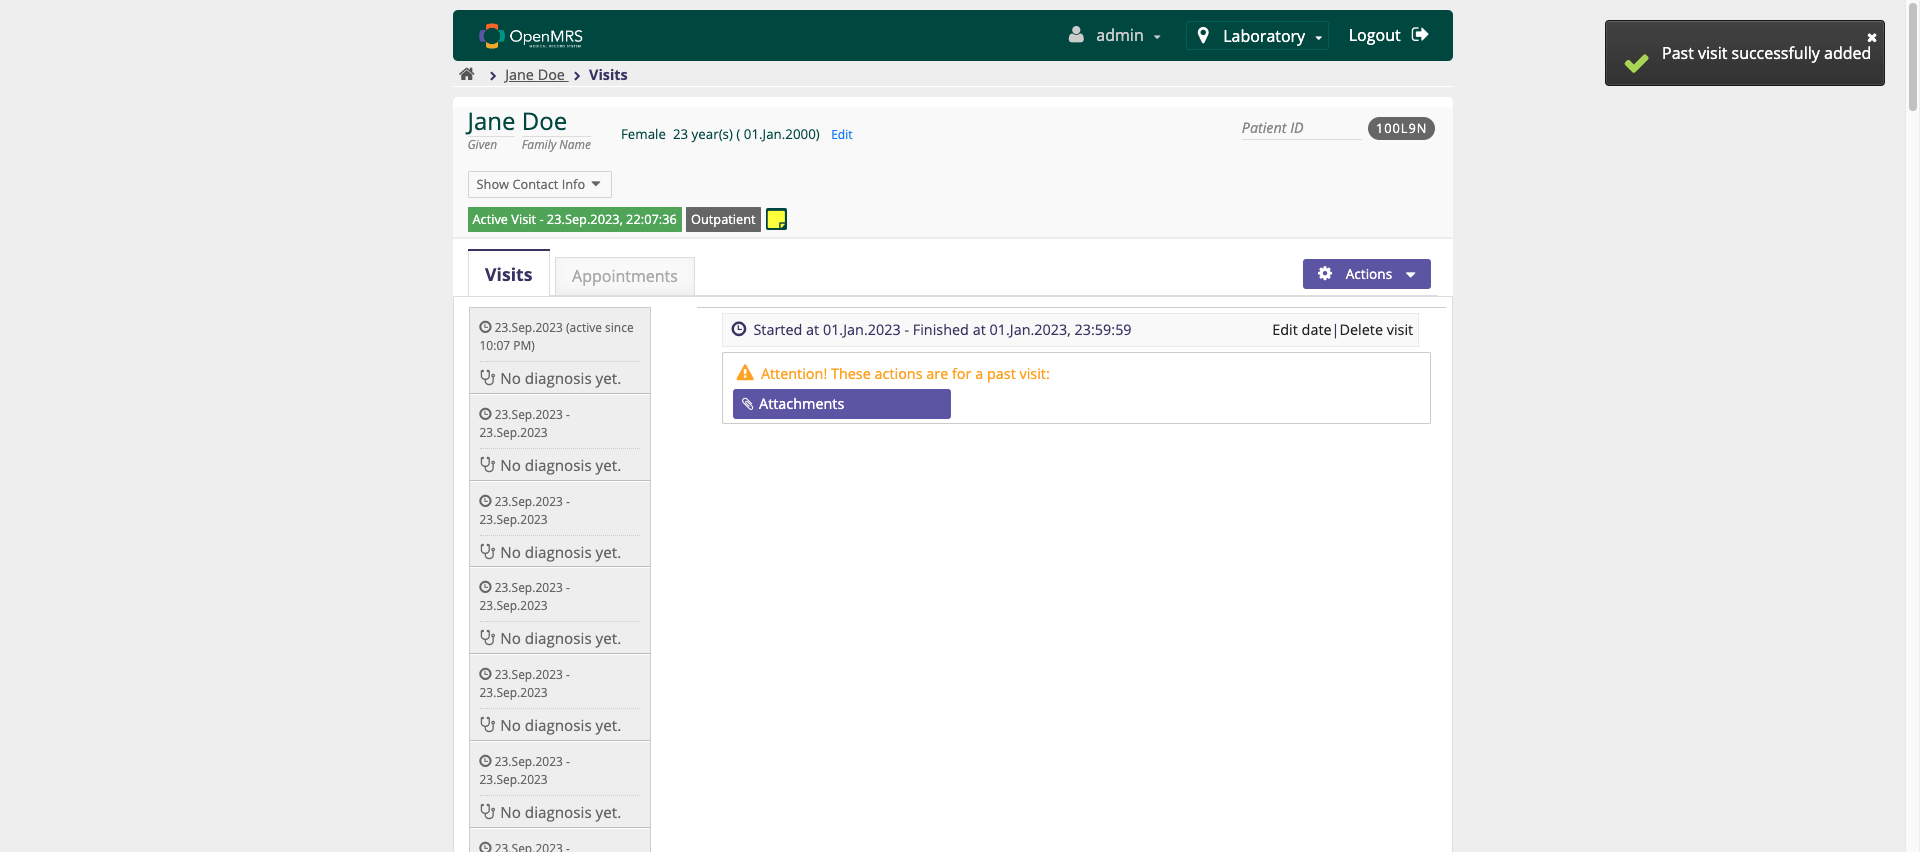 OpenMRS
MEDICAL RECORD SYSTEM
admin
Laboratory
Logout
Past visit successfully added
Jane Doe
Visits
Jane Doe
Given Family Name
Female 23 year(s) ( 01.Jan.2000) Edit
Patient ID
100L9N
Show Contact Info
Active Visit - 23.Sep.2023, 22:07:36
Outpatient
Visits
Appointments
Actions
23.Sep.2023 (active since
10:07 PM)
No diagnosis yet.
23.Sep.2023 -
23.Sep.2023
No diagnosis yet.
23.Sep.2023 -
23.Sep.2023
No diagnosis yet.
23.Sep.2023 -
23.Sep.2023
No diagnosis yet.
23.Sep.2023 -
23.Sep.2023
No diagnosis yet.
23.Sep.2023 -
23.Sep.2023
No diagnosis yet.
23.Sep.2023 -
Started at 01.Jan.2023 - Finished at 01.Jan.2023, 23:59:59
Edit date|Delete visit
Attention! These actions are for a past visit:
Attachments